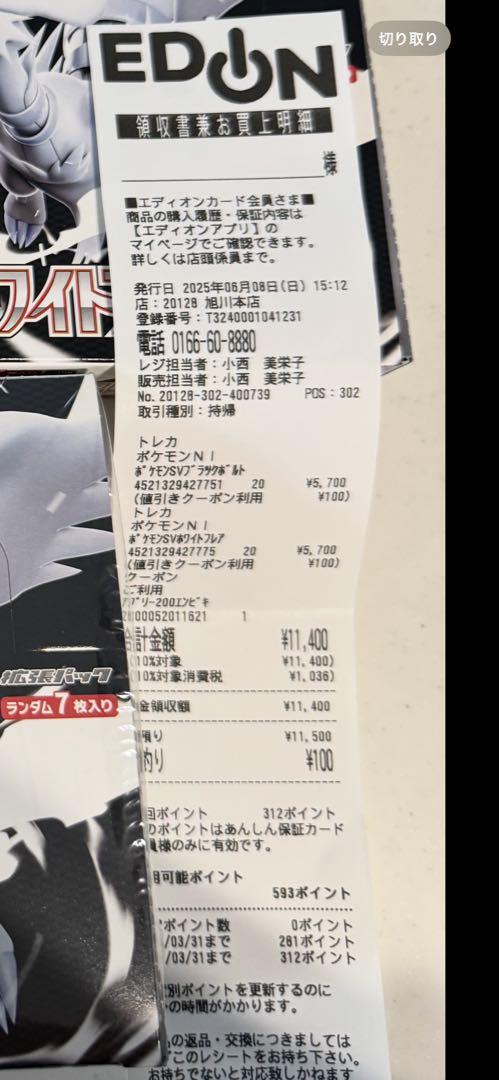 切り取り
EDION
領収書兼お買上明細
様
■エディオンカード会員さま■
商品の購入履歴・保証内容は
【エディオンアプリ】の
マイページでご確認できます。
詳しくは店頭係員まで。
発行日 2025年06月08日(日) 15:12
店：20128 旭川本店
登録番号：T3240001041231
電話 0166-60-8880
レジ担当者：小西 美栄子
販売担当者：小西 美栄子
No. 20128-302-400739 POS：302
取引種別：持帰
トレカ
ポケモンNI
ﾎﾟｹﾓﾝSVﾌﾞﾗｯｸﾎﾞﾙﾄ
4521329427751 20 ¥5,700
(値引きクーポン利用 ¥100)
トレカ
ポケモンNI
ﾎﾟｹﾓﾝSVﾎﾜｲﾄﾌﾚｱ
4521329427775 20 ¥5,700
(値引きクーポン利用 ¥100)
クーポン
ご利用
ﾌﾟﾘｰ200ｴﾝﾋﾞｷ
00052011621 1
合計金額 ¥11,400
(10%対象 ¥11,400)
(10%対象消費税 ¥1,036)
金領収額 ¥11,400
預り ¥11,500
釣り ¥100
回ポイント 312ポイント
のポイントはあんしん保証カード
員様のみに有効です。
用可能ポイント
593ポイント
ポイント数 0ポイント
/03/31まで 281ポイント
/03/31まで 312ポイント
別ポイントを更新するのに
の時間がかかります。
の返品・交換につきましては
このレシートをお持ち下さい。
お持ちでないと対応致しかねます
ワイト
拡張パック
ランダム7枚入り